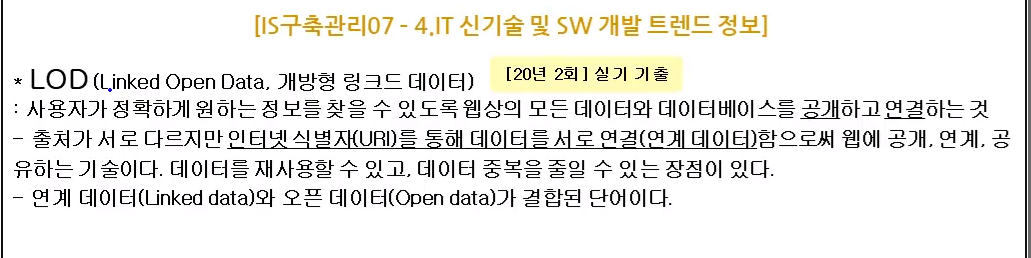 [IS구축관리07 - 4.IT 신기술 및 SW 개발 트렌드 정보]
* LOD (Linked Open Data, 개방형 링크드 데이터) [20년 2회] 실기 기출
: 사용자가 정확하게 원하는 정보를 찾을 수 있도록 웹상의 모든 데이터와 데이터베이스를 공개하고 연결하는 것
- 출처가 서로 다르지만 인터넷 식별자(URI)를 통해 데이터를 서로 연결(연계 데이터)함으로써 웹에 공개, 연계, 공
유하는 기술이다. 데이터를 재사용할 수 있고, 데이터 중복을 줄일 수 있는 장점이 있다.
- 연계 데이터(Linked data)와 오픈 데이터(Open data)가 결합된 단어이다.